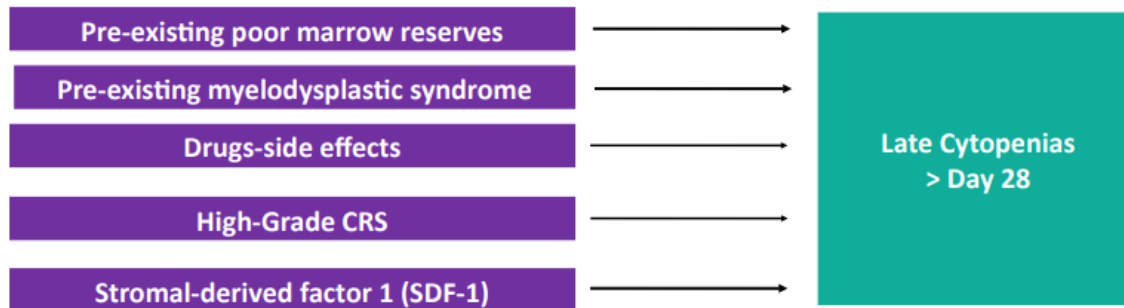 Pre-existing poor marrow reserves
Pre-existing myelodysplastic syndrome
Drugs-side effects
High-Grade CRS
Stromal-derived factor 1 (SDF-1)
Late Cytopenias
> Day 28